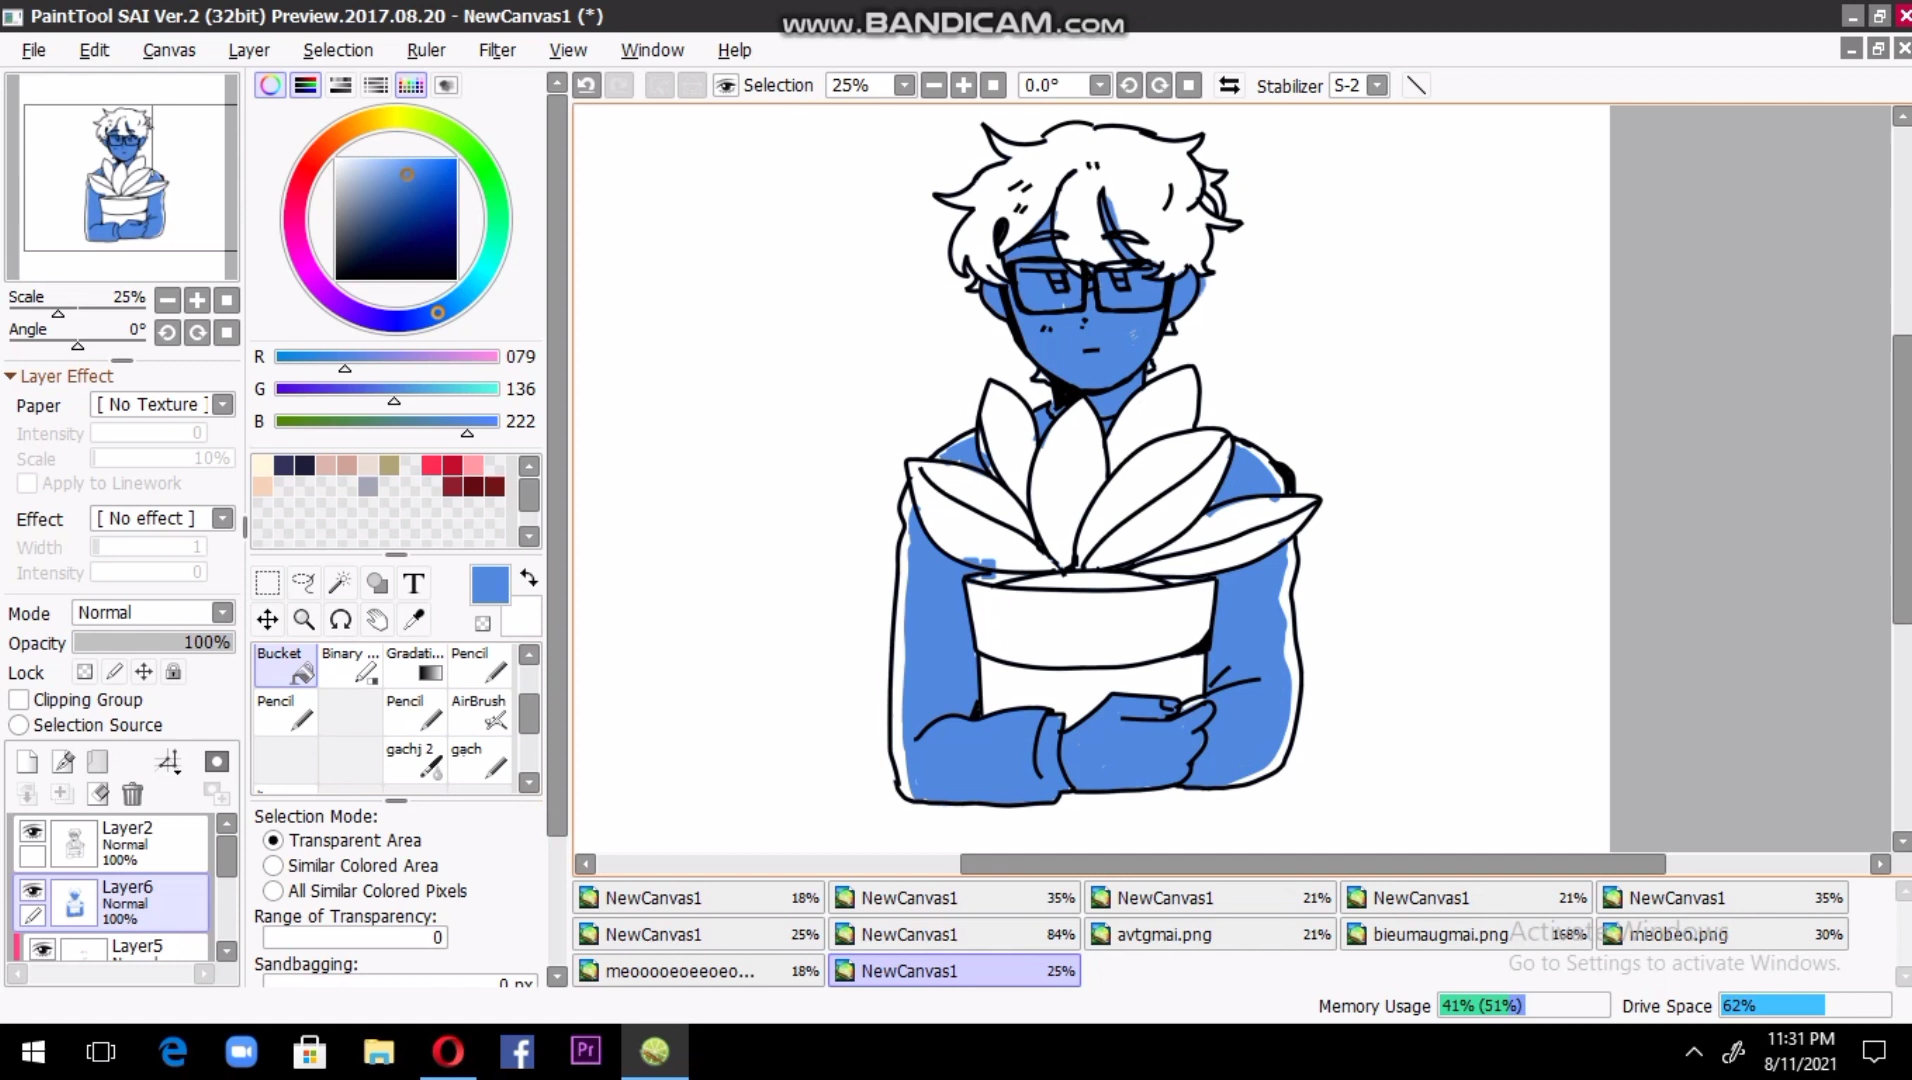 PaintTool SAI Ver.2 (32bit) Preview.2017.08.20 - NewCanvas1 (*)
www.BANDICAM.com
File Edit Canvas Layer Selection Ruler Filter View Window Help
Selection 25% 0.0° Stabilizer S-2
Scale 25%
Angle 0°
Layer Effect
Paper [ No Texture ]
Intensity 0
Scale 10%
Apply to Linework
Effect [ No effect ]
Width 1
Intensity 0
Mode Normal
Opacity 100%
Lock
Clipping Group
Selection Source
Layer2
Normal
100%
Layer6
Normal
100%
Layer5
R 079
G 136
B 222
T
Bucket Binary ... Gradati... Pencil
Pencil Pencil AirBrush
gachj 2 gạch
Selection Mode:
Transparent Area
Similar Colored Area
All Similar Colored Pixels
Range of Transparency:
0
Sandbagging:
0 px
NewCanvas1 18% NewCanvas1 35% NewCanvas1 21% NewCanvas1 21% NewCanvas1 35%
NewCanvas1 25% NewCanvas1 84% avtgmai.png 21% bieumaugmai.png 168% meobeo.png 30%
meooooeoeeoeo... 18% NewCanvas1 25%
Activate Windows
Go to Settings to activate Windows.
Memory Usage 41% (51%) Drive Space 62%
Pr
11:31 PM
8/11/2021